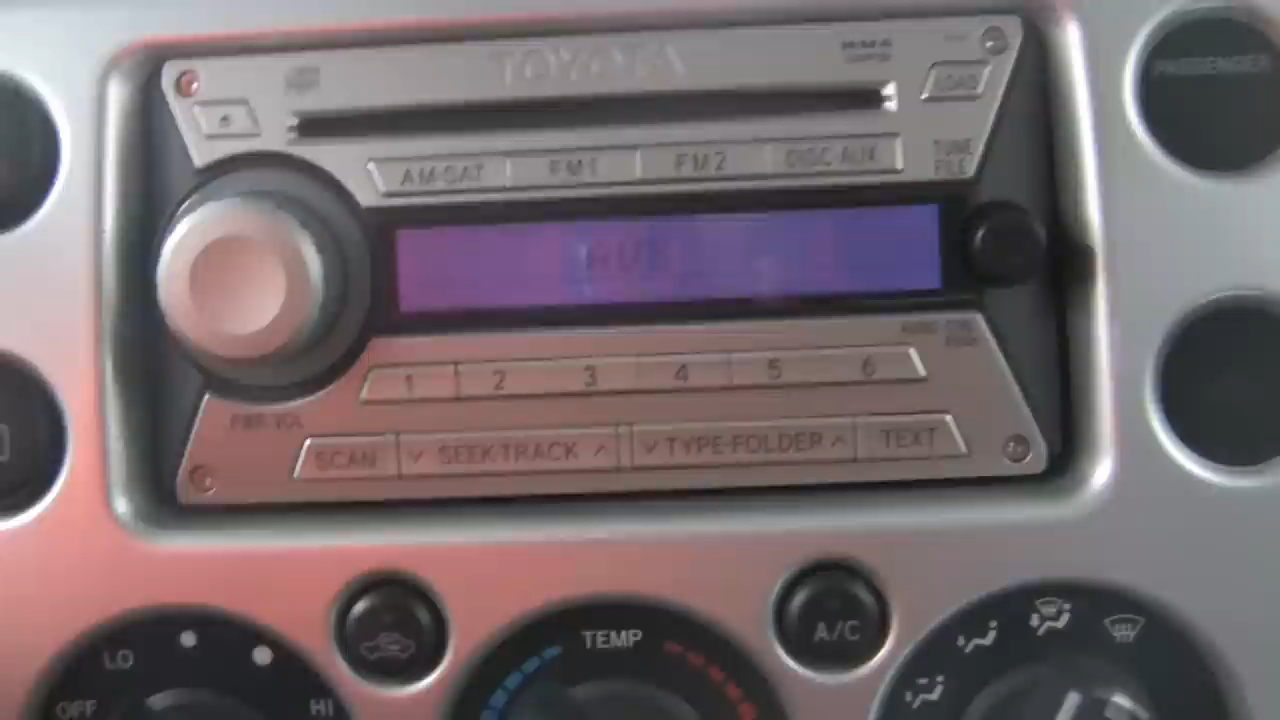 TOYOTA
LOAD
PASSENGER
AM·SAT FM1 FM2 DISC·AUX
TUNE
FILE
AUX
1 2 3 4 5 6
PWR·VOL
SCAN SEEK·TRACK TYPE·FOLDER TEXT
LO
OFF
HI
TEMP
A/C